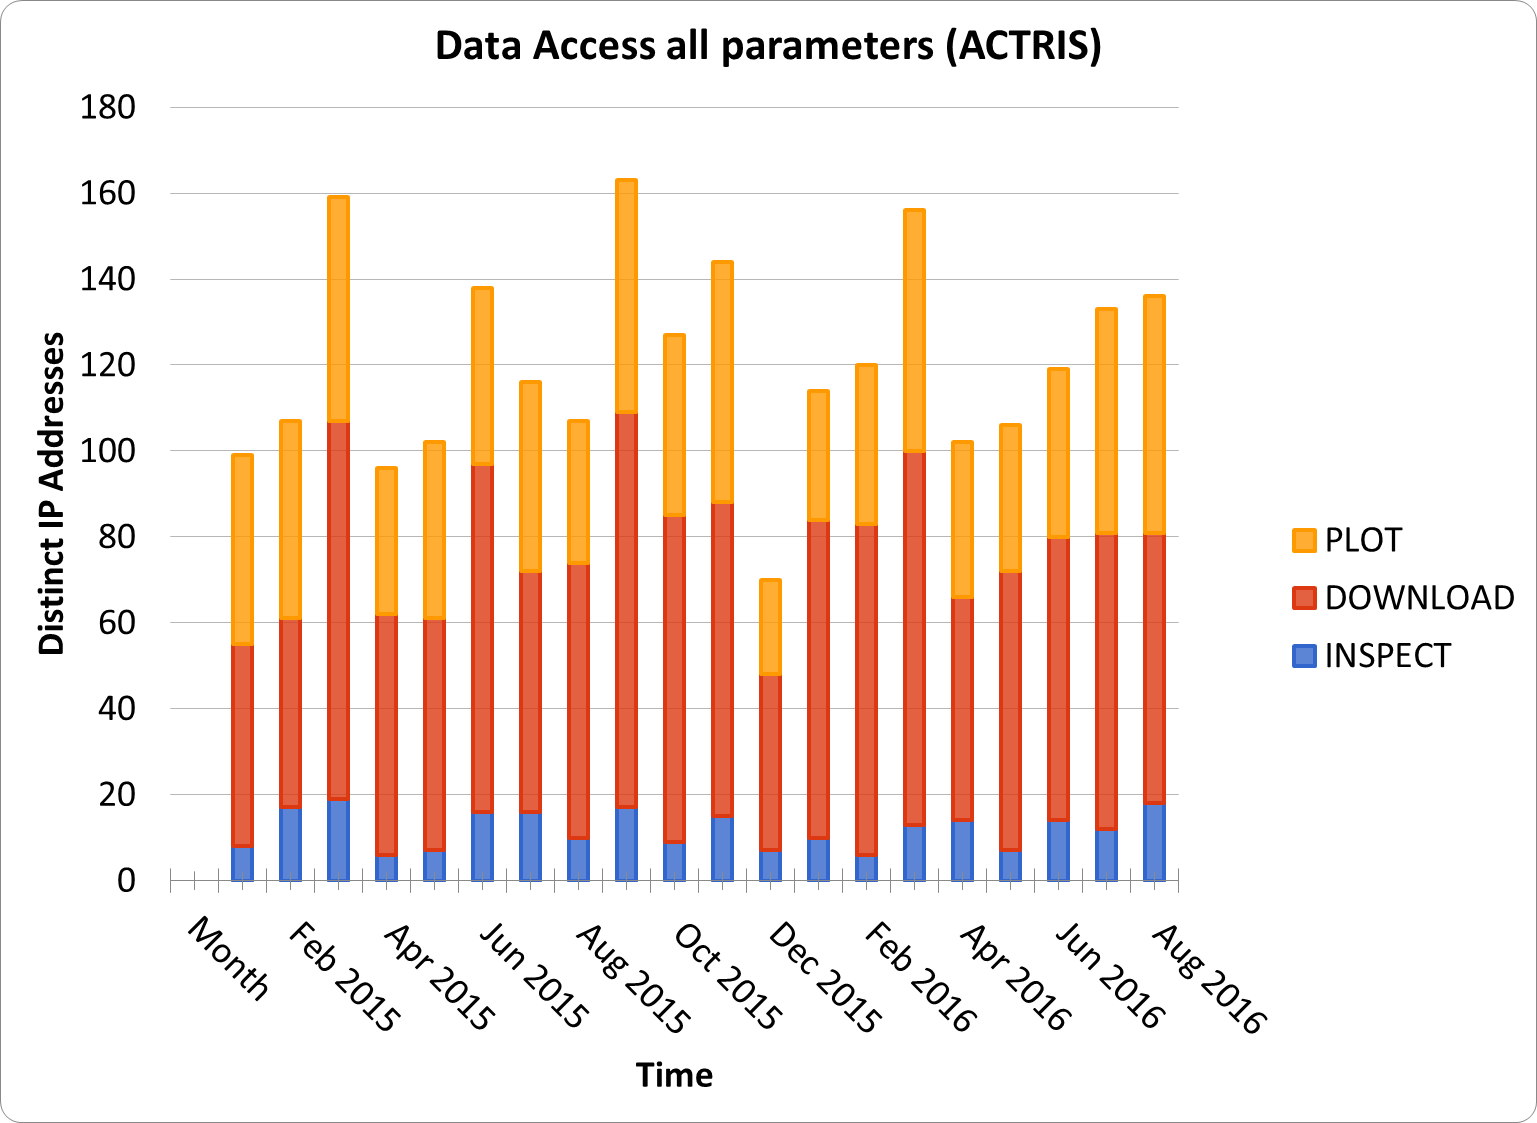 Data Access all parameters (ACTRIS)
180
160
140
120
100
80
60
40
20
0
Distinct IP Addresses
Month
Feb 2015
Apr 2015
Jun 2015
Aug 2015
Oct 2015
Dec 2015
Feb 2016
Apr 2016
Jun 2016
Aug 2016
Time
PLOT
DOWNLOAD
INSPECT